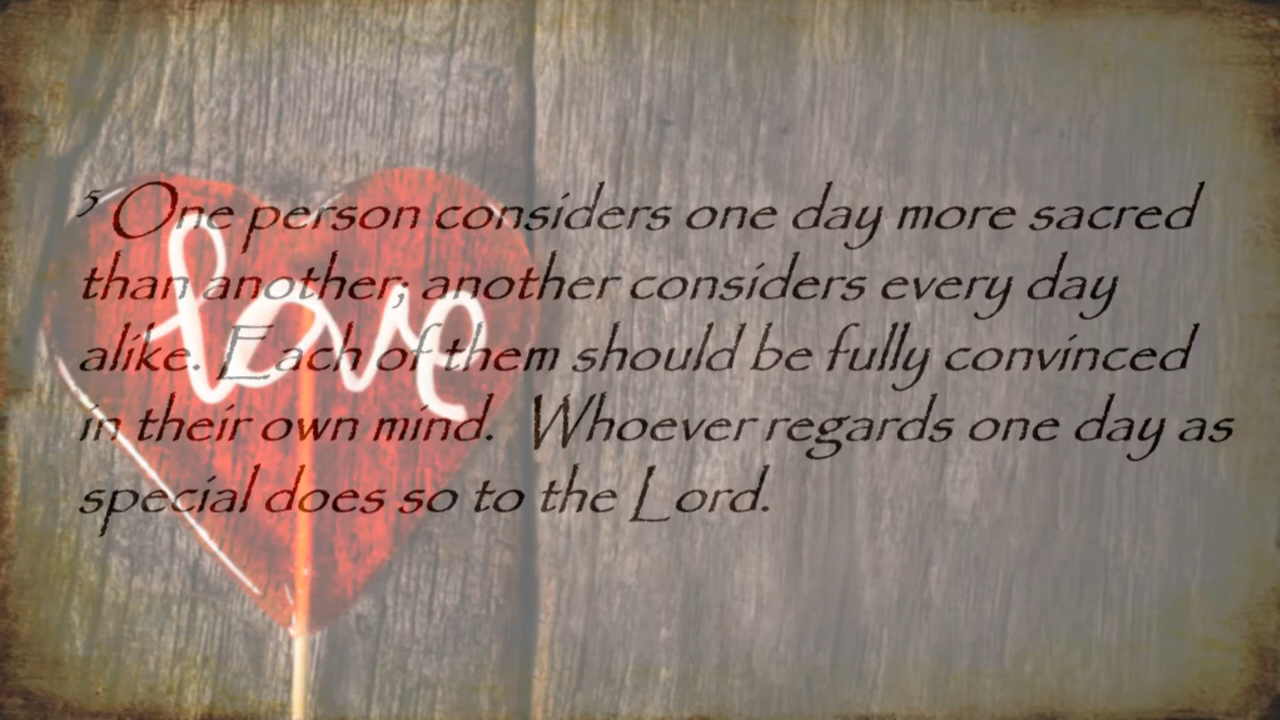 5 One person considers one day more sacred
than another; another considers every day
alike. Each of them should be fully convinced
in their own mind. Whoever regards one day as
special does so to the Lord.
love